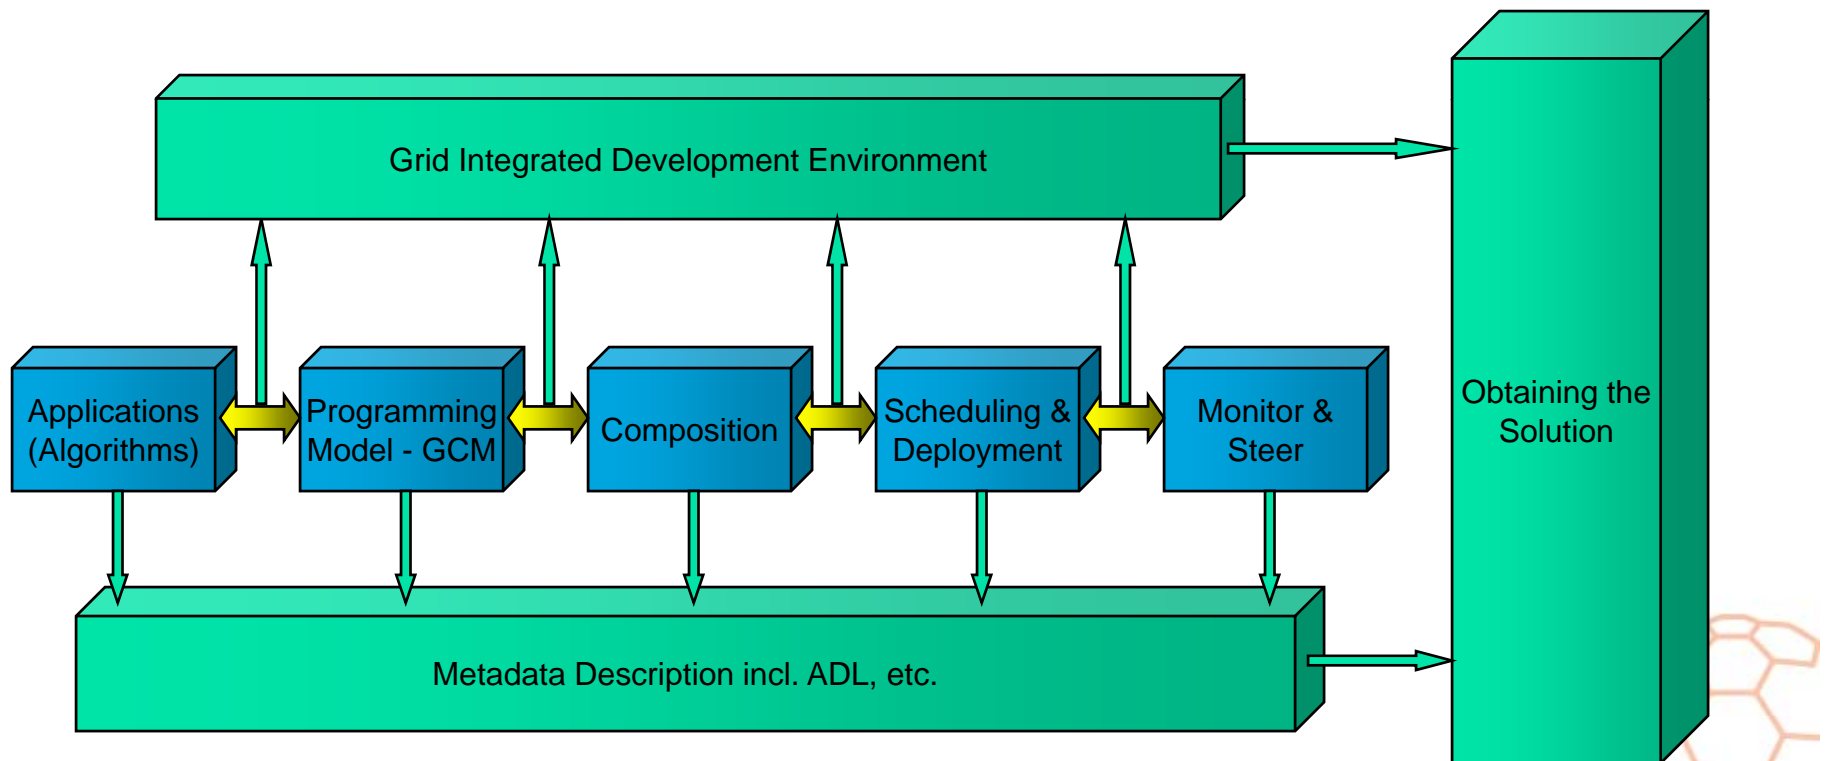 Grid Integrated Development Environment
Applications
(Algorithms)
Programming
Model - GCM
Composition
Scheduling &
Deployment
Monitor &
Steer
Obtaining the
Solution
Metadata Description incl. ADL, etc.